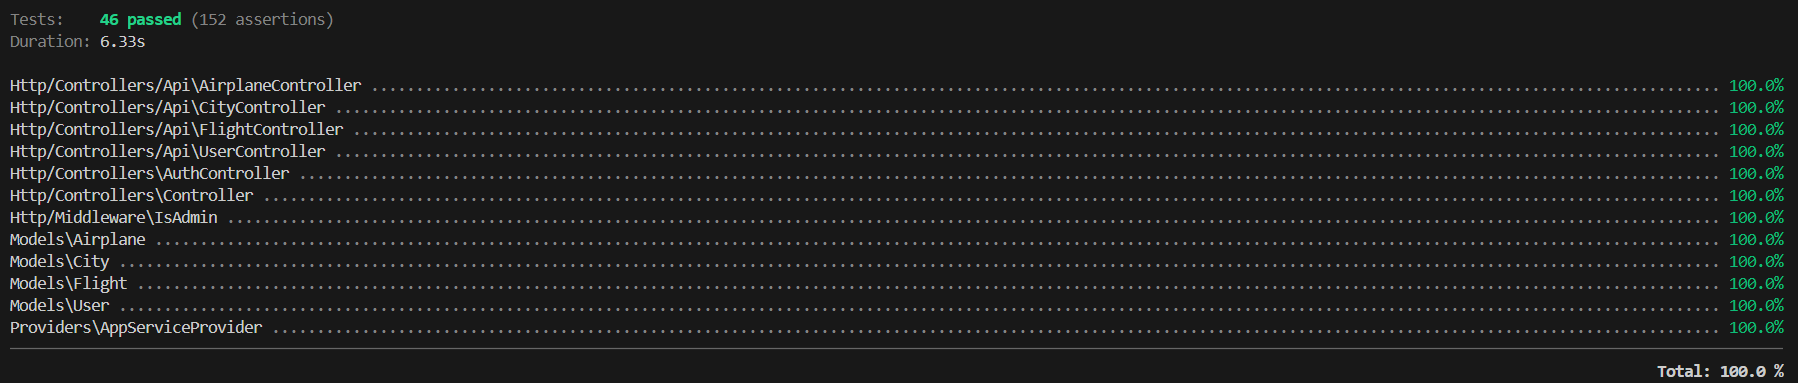 Tests: 46 passed (152 assertions)
Duration: 6.33s
Http/Controllers/Api\AirplaneController ........................................................................................................................................................ 100.0%
Http/Controllers/Api\CityController ............................................................................................................................................................ 100.0%
Http/Controllers/Api\FlightController .......................................................................................................................................................... 100.0%
Http/Controllers/Api\UserController ............................................................................................................................................................ 100.0%
Http/Controllers\AuthController ................................................................................................................................................................ 100.0%
Http/Controllers\Controller .................................................................................................................................................................... 100.0%
Http/Middleware\IsAdmin ........................................................................................................................................................................ 100.0%
Models\Airplane ................................................................................................................................................................................ 100.0%
Models\City .................................................................................................................................................................................... 100.0%
Models\Flight .................................................................................................................................................................................. 100.0%
Models\User .................................................................................................................................................................................... 100.0%
Providers\AppServiceProvider ................................................................................................................................................................... 100.0%
Total: 100.0 %